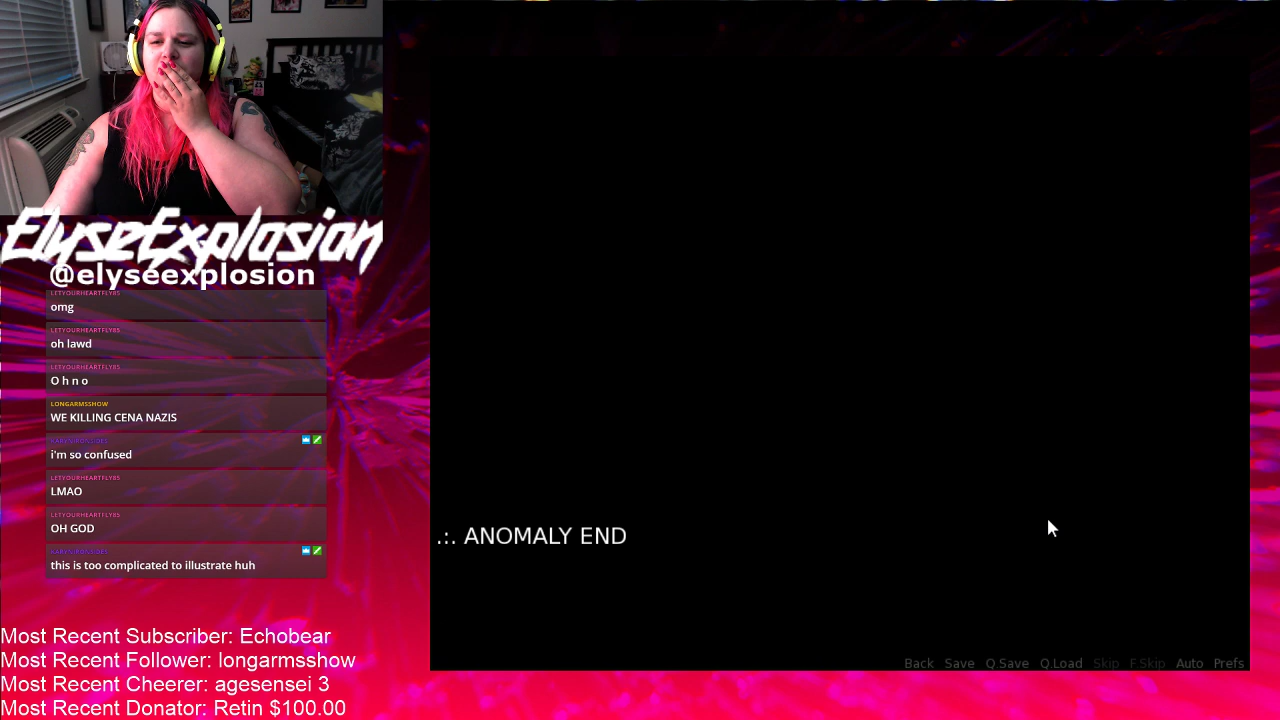 ElyseExplosion
@elyseexplosion
LETYOURHEARTFLY85
omg
LETYOURHEARTFLY85
oh lawd
LETYOURHEARTFLY85
O h n o
LONGARMSSHOW
WE KILLING CENA NAZIS
i'm so confused
LETYOURHEARTFLY85
LMAO
LETYOURHEARTFLY85
OH GOD
this is too complicated to illustrate huh
.:. ANOMALY END
Back Save Q.Save Q.Load Skip F.Skip Auto Prefs
Most Recent Subscriber: Echobear
Most Recent Follower: longarmsshow
Most Recent Cheerer: agesensei 3
Most Recent Donator: Retin $100.00